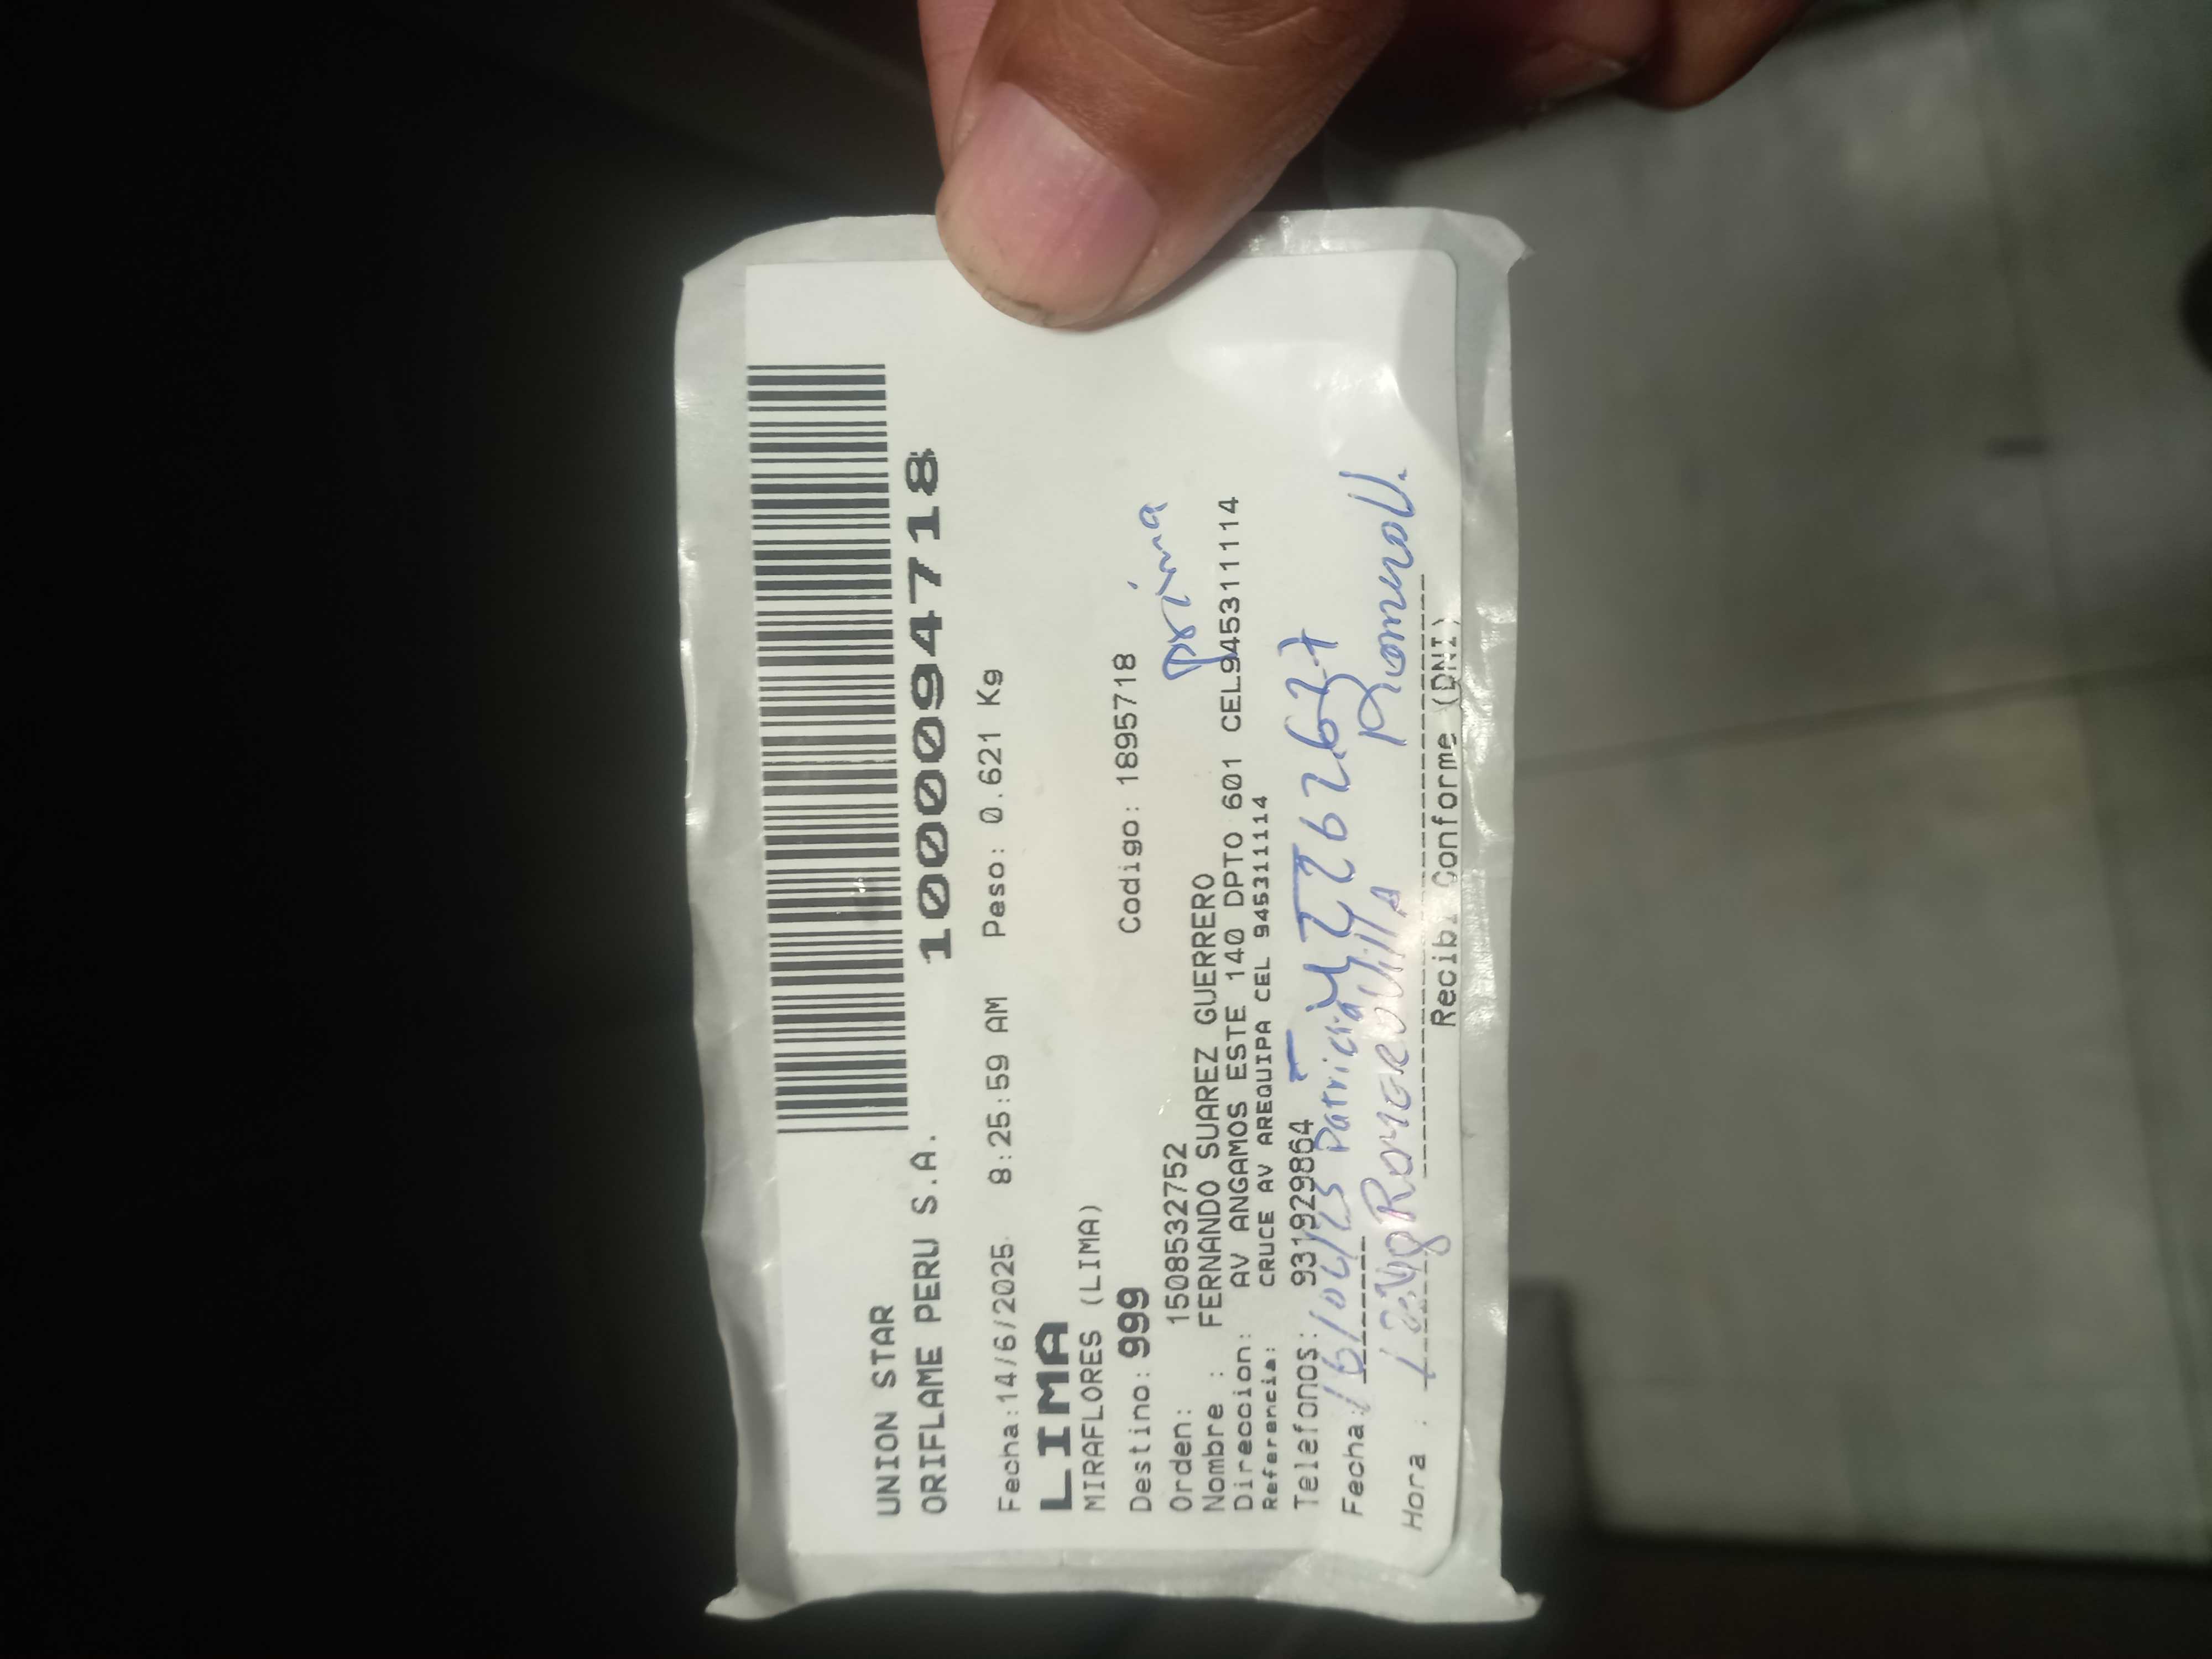 UNION STAR
ORIFLAME PERU S.A.
1000094718
Fecha:14/6/2025 8:25:59 AM Peso: 0.621 Kg
LIMA
MIRAFLORES (LIMA)
Destino: 999 Codigo: 1895718
prima
Orden: 1508532752
Nombre : FERNANDO SUAREZ GUERRERO
Direccion: AV ANGAMOS ESTE 140 DPTO 601 CEL945311114
Referencia: CRUCE AV AREQUIPA CEL 945311114
Telefonos: 931929864
Fecha: Patricia
Hora :
Recibi Conforme (DNI)